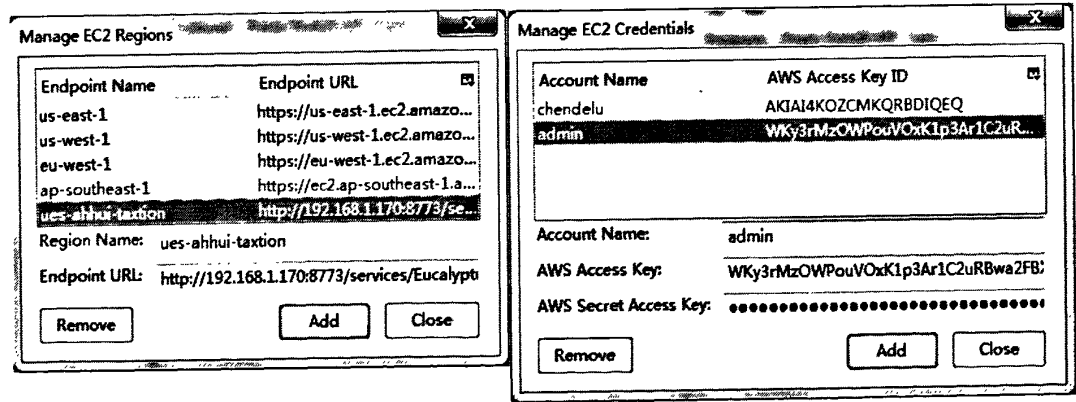 Manage EC2 Regions
Endpoint Name Endpoint URL
us-east-1 https://us-east-1.ec2.amazo...
us-west-1 https://us-west-1.ec2.amazo...
eu-west-1 https://eu-west-1.ec2.amazo...
ap-southeast-1 https://ec2.ap-southeast-1.a...
ues-ahhui-taxtion http://192.168.1.170:8773/se...
Region Name: ues-ahhui-taxtion
Endpoint URL: http://192.168.1.170:8773/services/Eucalypt
Remove Add Close
Manage EC2 Credentials
Account Name AWS Access Key ID
chendelu AKIAI4KOZCMKQRBDIQEQ
admin WKy3rMzOWPouVOxK1p3Ar1C2uR...
Account Name: admin
AWS Access Key: WKy3rMzOWPouVOxK1p3Ar1C2uRBwa2FB
AWS Secret Access Key: ●●●●●●●●●●●●●●●●●●●●●●●●●●●●●●
Remove Add Close